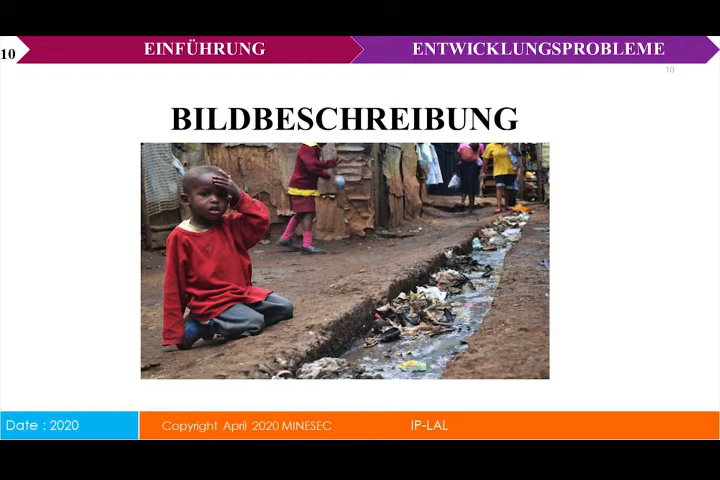 10
EINFÜHRUNG
ENTWICKLUNGSPROBLEME
10
BILDBESCHREIBUNG
Date : 2020
Copyright April 2020 MINESEC
IP-LAL